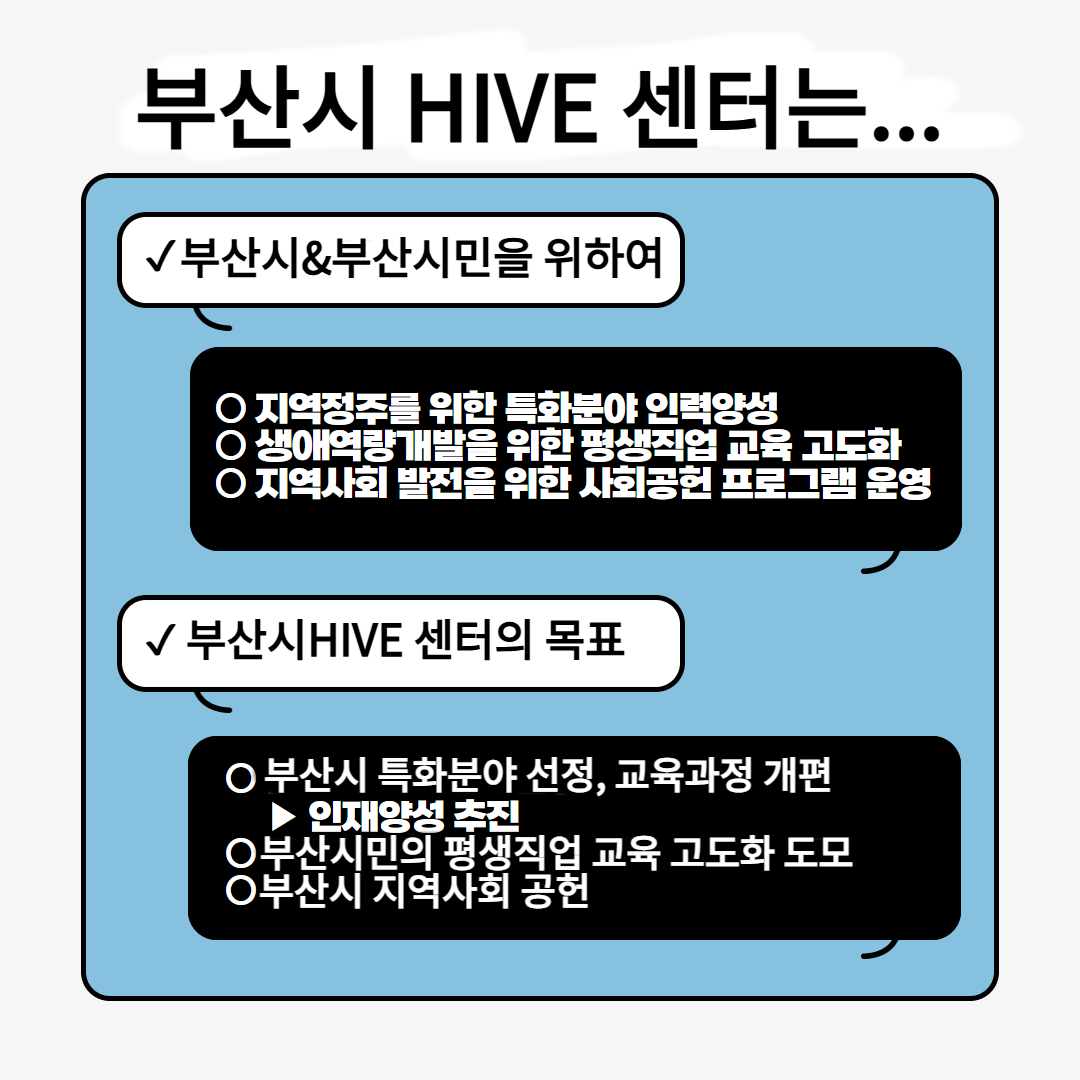 부산시 HIVE 센터는...
✓부산시&부산시민을 위하여
○ 지역정주를 위한 특화분야 인력양성
○ 생애역량개발을 위한 평생직업 교육 고도화
○ 지역사회 발전을 위한 사회공헌 프로그램 운영
✓ 부산시HIVE 센터의 목표
○ 부산시 특화분야 선정, 교육과정 개편
▶ 인재양성 추진
○부산시민의 평생직업 교육 고도화 도모
○부산시 지역사회 공헌